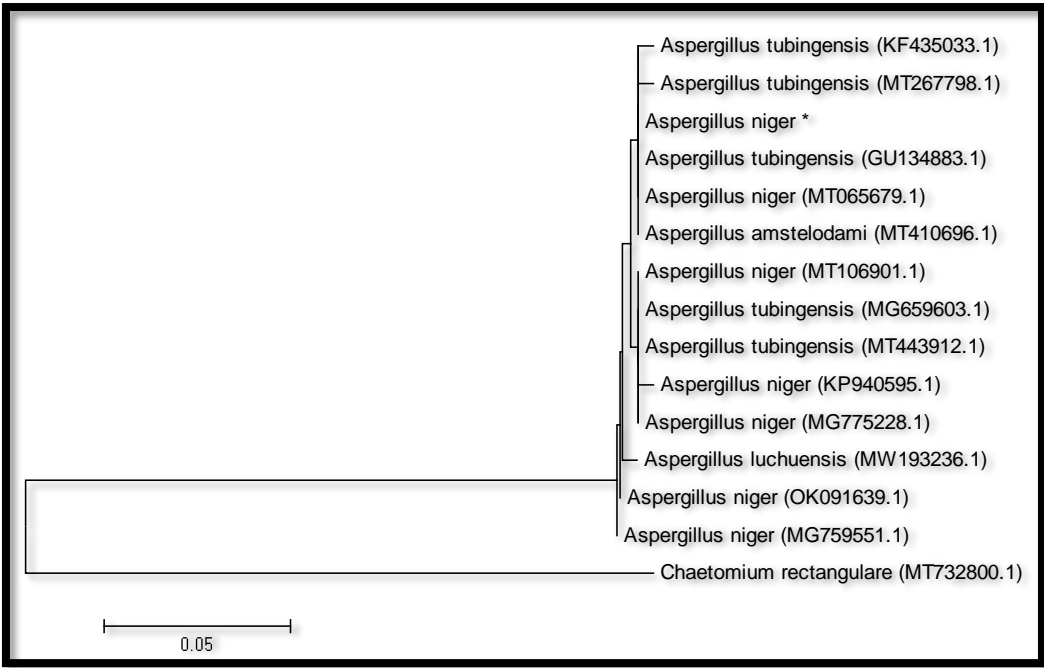 Aspergillus tubingensis (KF435033.1)
Aspergillus tubingensis (MT267798.1)
Aspergillus niger *
Aspergillus tubingensis (GU134883.1)
Aspergillus niger (MT065679.1)
Aspergillus amstelodami (MT410696.1)
Aspergillus niger (MT106901.1)
Aspergillus tubingensis (MG659603.1)
Aspergillus tubingensis (MT443912.1)
Aspergillus niger (KP940595.1)
Aspergillus niger (MG775228.1)
Aspergillus luchuensis (MW193236.1)
Aspergillus niger (OK091639.1)
Aspergillus niger (MG759551.1)
Chaetomium rectangulare (MT732800.1)
0.05